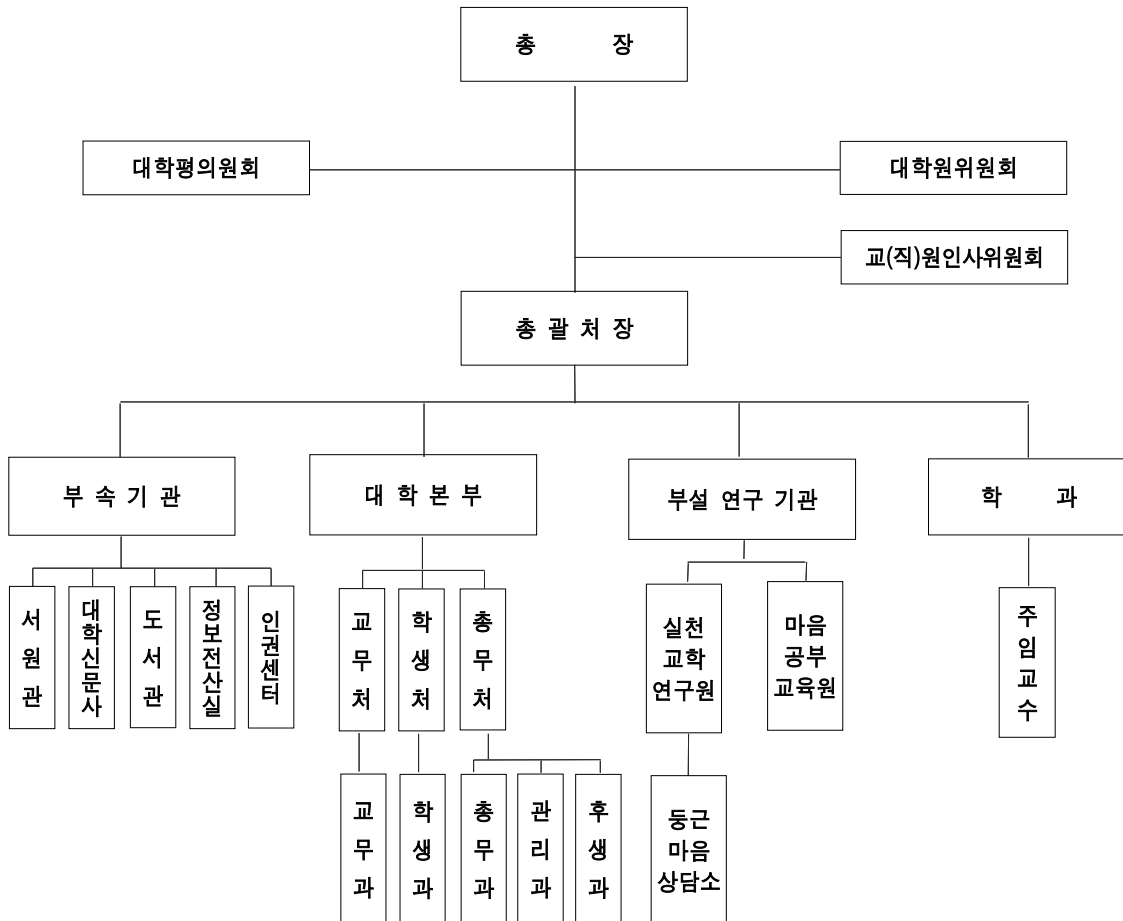 총 장
대학평의원회
대학원위원회
교(직)원인사위원회
총 괄 처 장
부 속 기 관
대 학 본 부
부설 연구 기관
학 과
서원관
대학신문사
도서관
정보전산실
인권센터
교무처
학생처
총무처
실천
교학
연구원
마음
공부
교육원
주임교수
교무과
학생과
총무과
관리과
후생과
둥근
마음
상담소